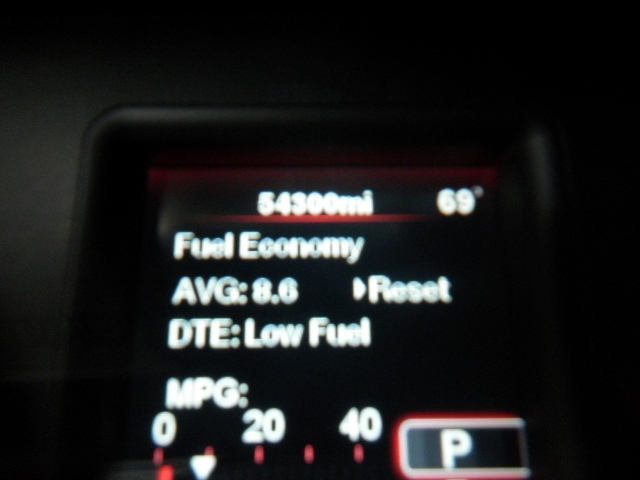 54300mi 69°
Fuel Economy
AVG: 8.6 Reset
DTE: Low Fuel
MPG:
0 20 40
P